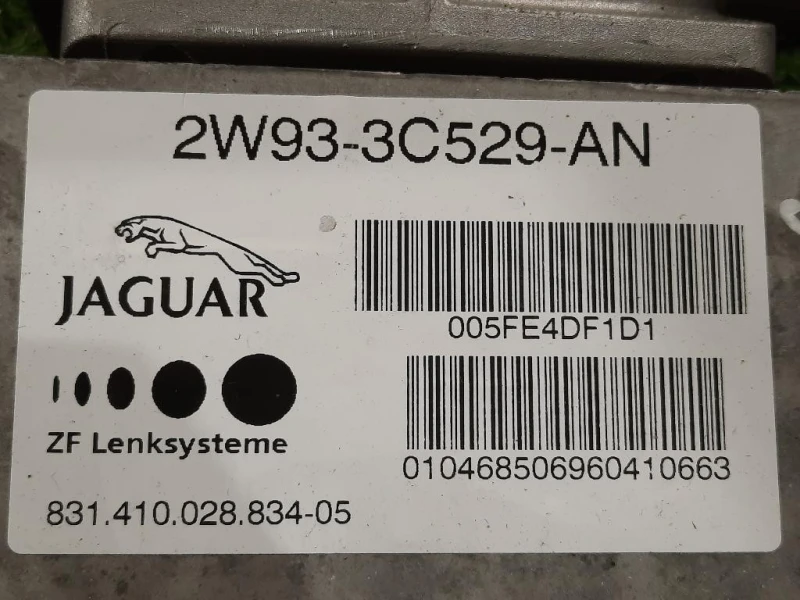 2W93-3C529-AN
JAGUAR
005FE4DF1D1
ZF Lenksysteme
010468506960410663
831.410.028.834-05